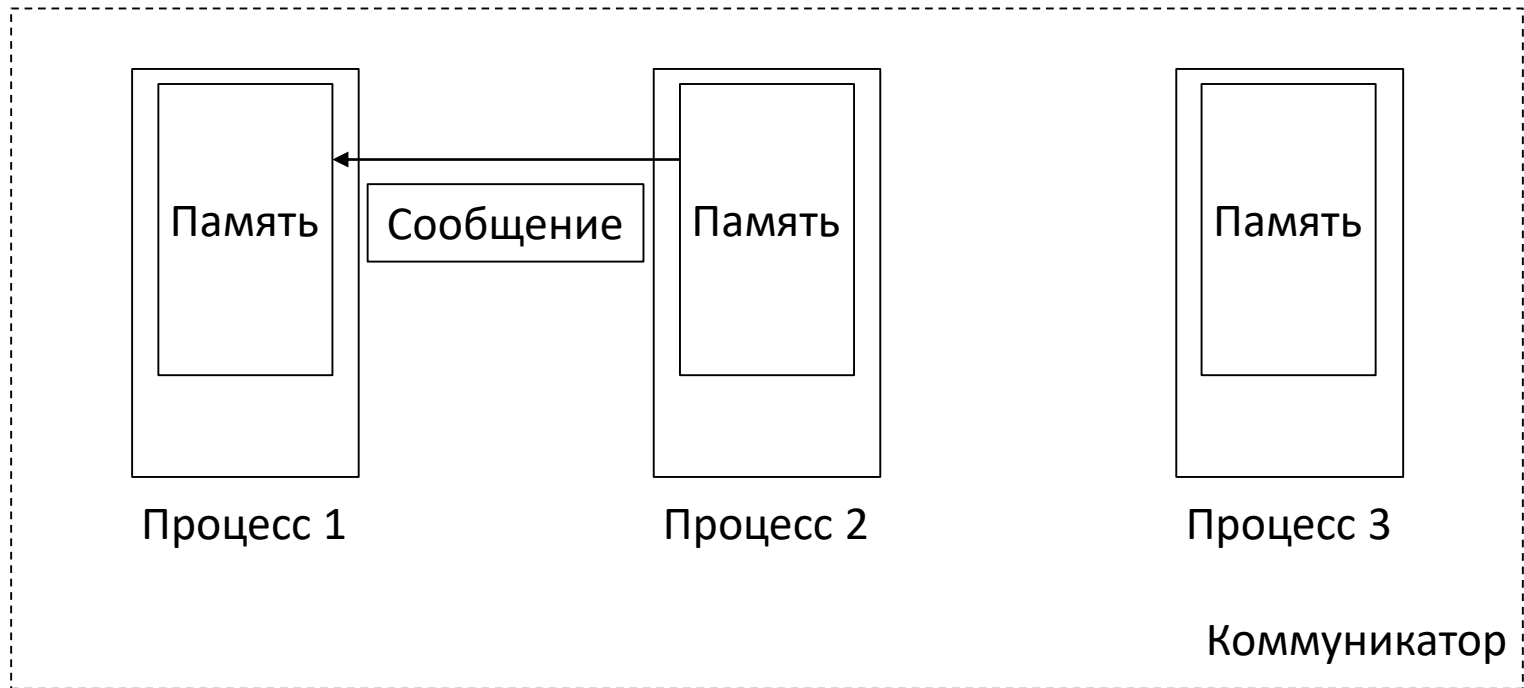 Память
Сообщение
Память
Память
Процесс 1
Процесс 2
Процесс 3
Коммуникатор